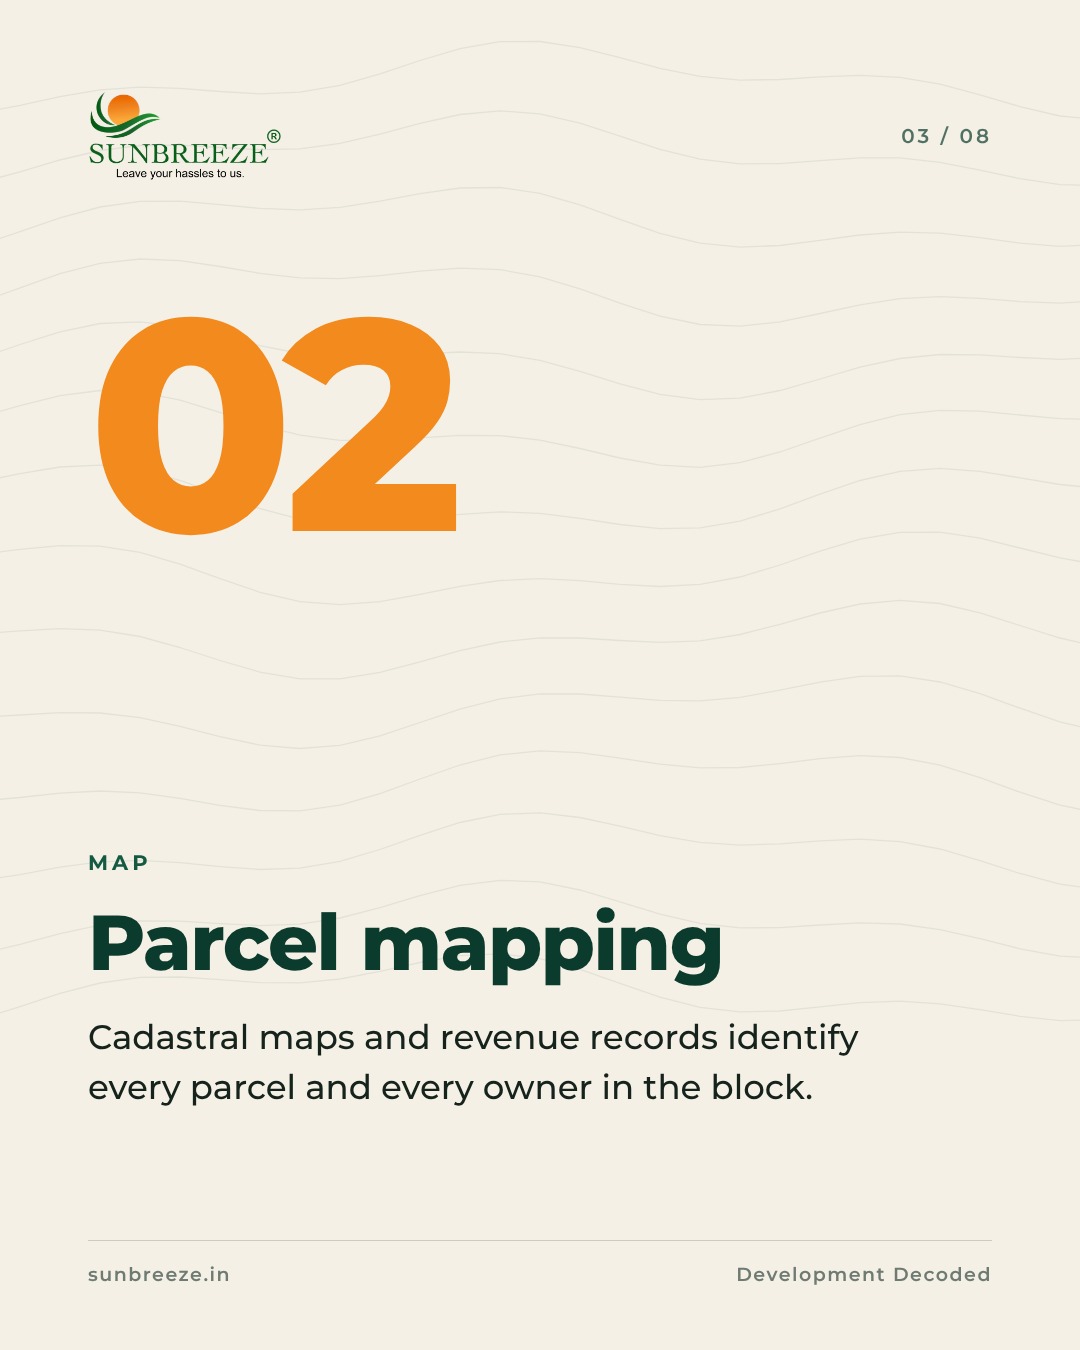 SUNBREEZE®
Leave your hassles to us.
03 / 08
02
MAP
Parcel mapping
Cadastral maps and revenue records identify
every parcel and every owner in the block.
sunbreeze.in
Development Decoded